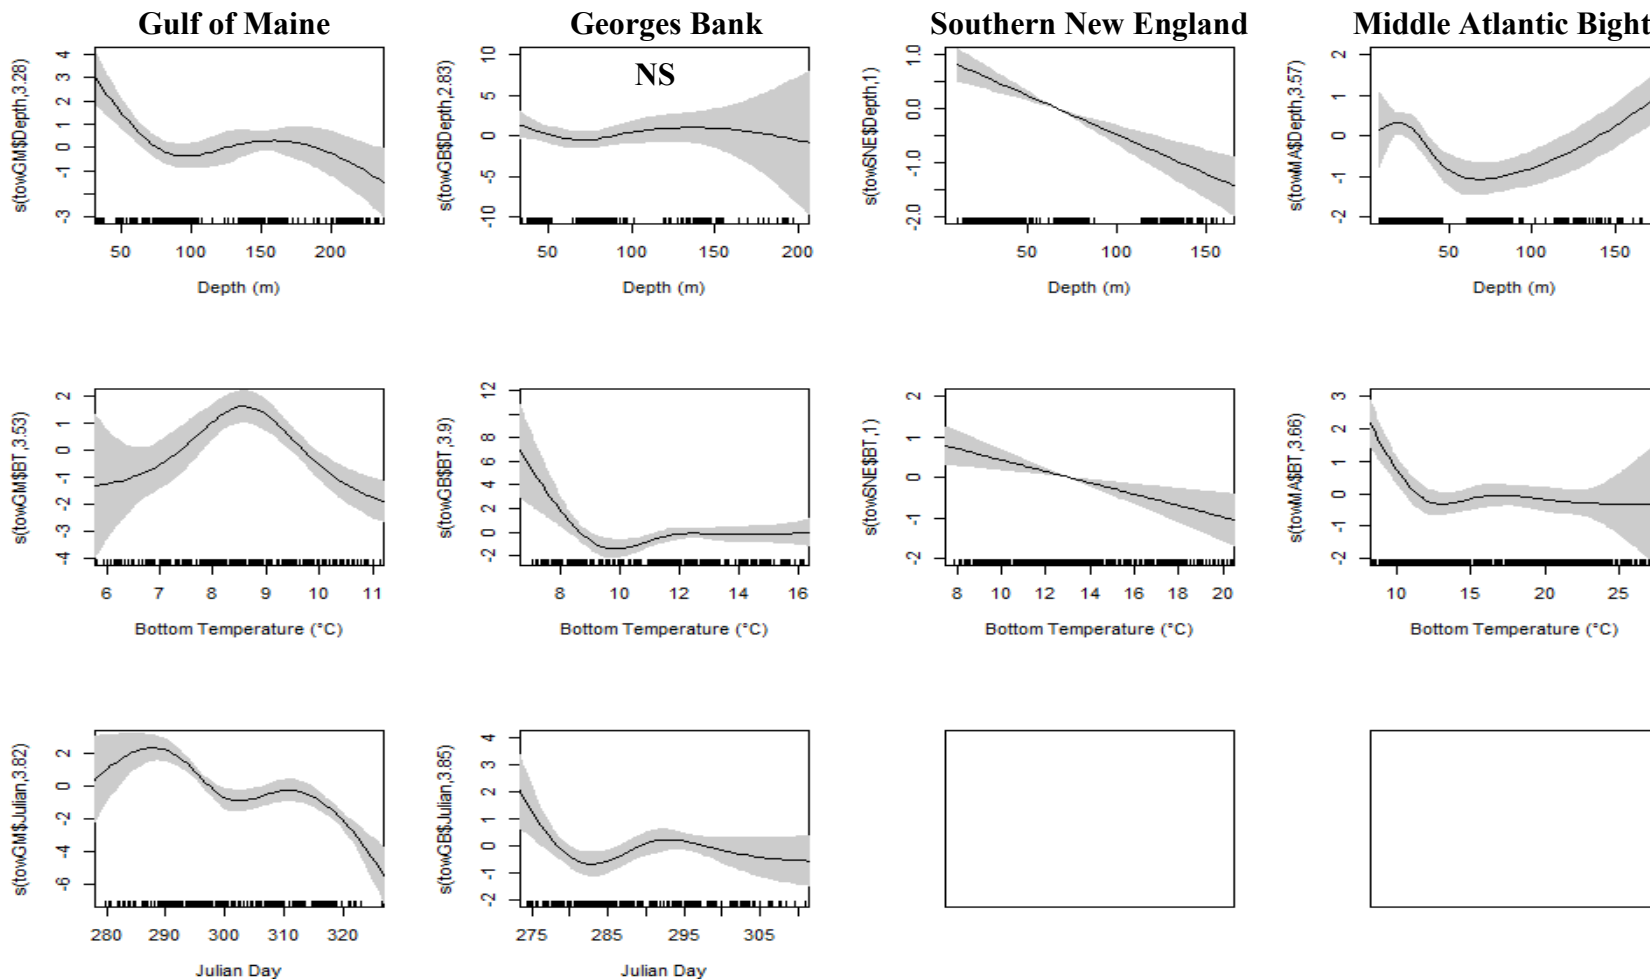 Gulf of Maine Georges Bank Southern New England Middle Atlantic Bight
s(towGM$Depth,3.28)
4
3
2
1
0
-1
-3
50 100 150 200
Depth (m)
s(towGB$Depth,2.83)
NS
10
5
0
-5
-10
50 100 150 200
Depth (m)
s(towSNE$Depth,1)
1.0
0.0
-1.0
-2.0
50 100 150
Depth (m)
s(towMA$Depth,3.57)
2
1
0
-1
-2
50 100 150
Depth (m)
s(towGM$BT,3.53)
2
1
0
-1
-2
-3
-4
6 7 8 9 10 11
Bottom Temperature (°C)
s(towGB$BT,3.9)
12
8
6
4
2
0
-2
8 10 12 14 16
Bottom Temperature (°C)
s(towSNE$BT,1)
2
1
0
-1
-2
8 10 12 14 16 18 20
Bottom Temperature (°C)
s(towMA$BT,3.66)
3
2
1
0
-1
-2
10 15 20 25
Bottom Temperature (°C)
s(towGM$Julian,3.82)
2
0
-2
-4
-6
280 290 300 310 320
Julian Day
s(towGB$Julian,3.85)
4
3
2
1
0
-1
-2
275 285 295 305
Julian Day